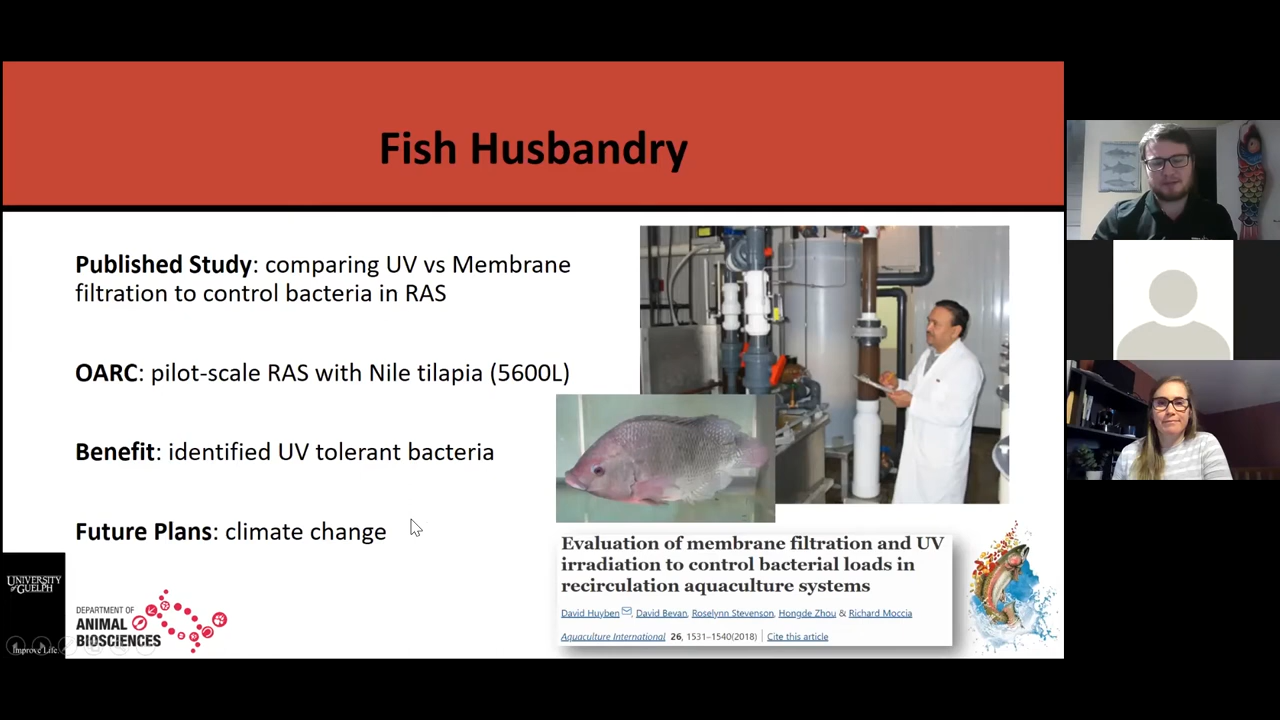 Fish Husbandry
Published Study: comparing UV vs Membrane
filtration to control bacteria in RAS
OARC: pilot-scale RAS with Nile tilapia (5600L)
Benefit: identified UV tolerant bacteria
Future Plans: climate change
Evaluation of membrane filtration and UV
irradiation to control bacterial loads in
recirculation aquaculture systems
David Huyben, David Bevan, Roselynn Stevenson, Hongde Zhou & Richard Moccia
Aquaculture International 26, 1531–1540(2018) | Cite this article
UNIVERSITY
OF GUELPH
Improve Life.
DEPARTMENT OF
ANIMAL
BIOSCIENCES